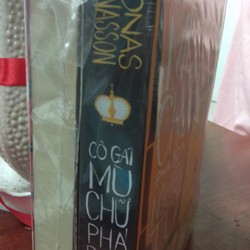 ONAS
NASSON
CÔ GÁI
MÙ
CHỮ
PHÁ